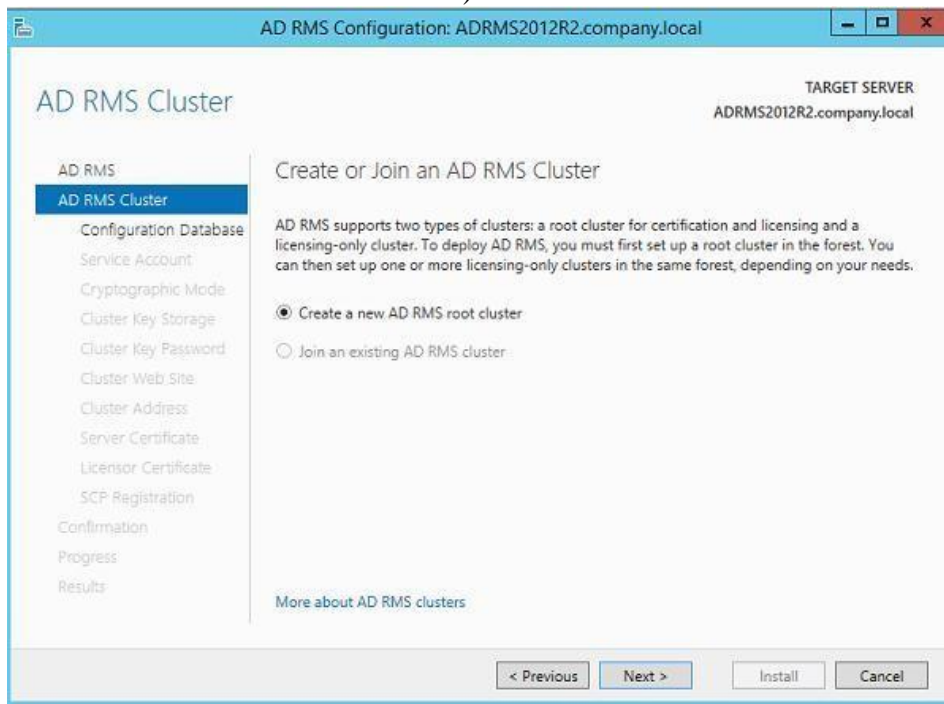 AD RMS Configuration: ADRMS2012R2.company.local
AD RMS Cluster
TARGET SERVER
ADRMS2012R2.company.local
AD RMS
AD RMS Cluster
Configuration Database
Service Account
Cryptographic Mode
Cluster Key Storage
Cluster Key Password
Cluster Web Site
Cluster Address
Server Certificate
Licensor Certificate
SCP Registration
Confirmation
Progress
Results
Create or Join an AD RMS Cluster
AD RMS supports two types of clusters: a root cluster for certification and licensing and a
licensing-only cluster. To deploy AD RMS, you must first set up a root cluster in the forest. You
can then set up one or more licensing-only clusters in the same forest, depending on your needs.
Create a new AD RMS root cluster
Join an existing AD RMS cluster
More about AD RMS clusters
< Previous
Next >
Install
Cancel